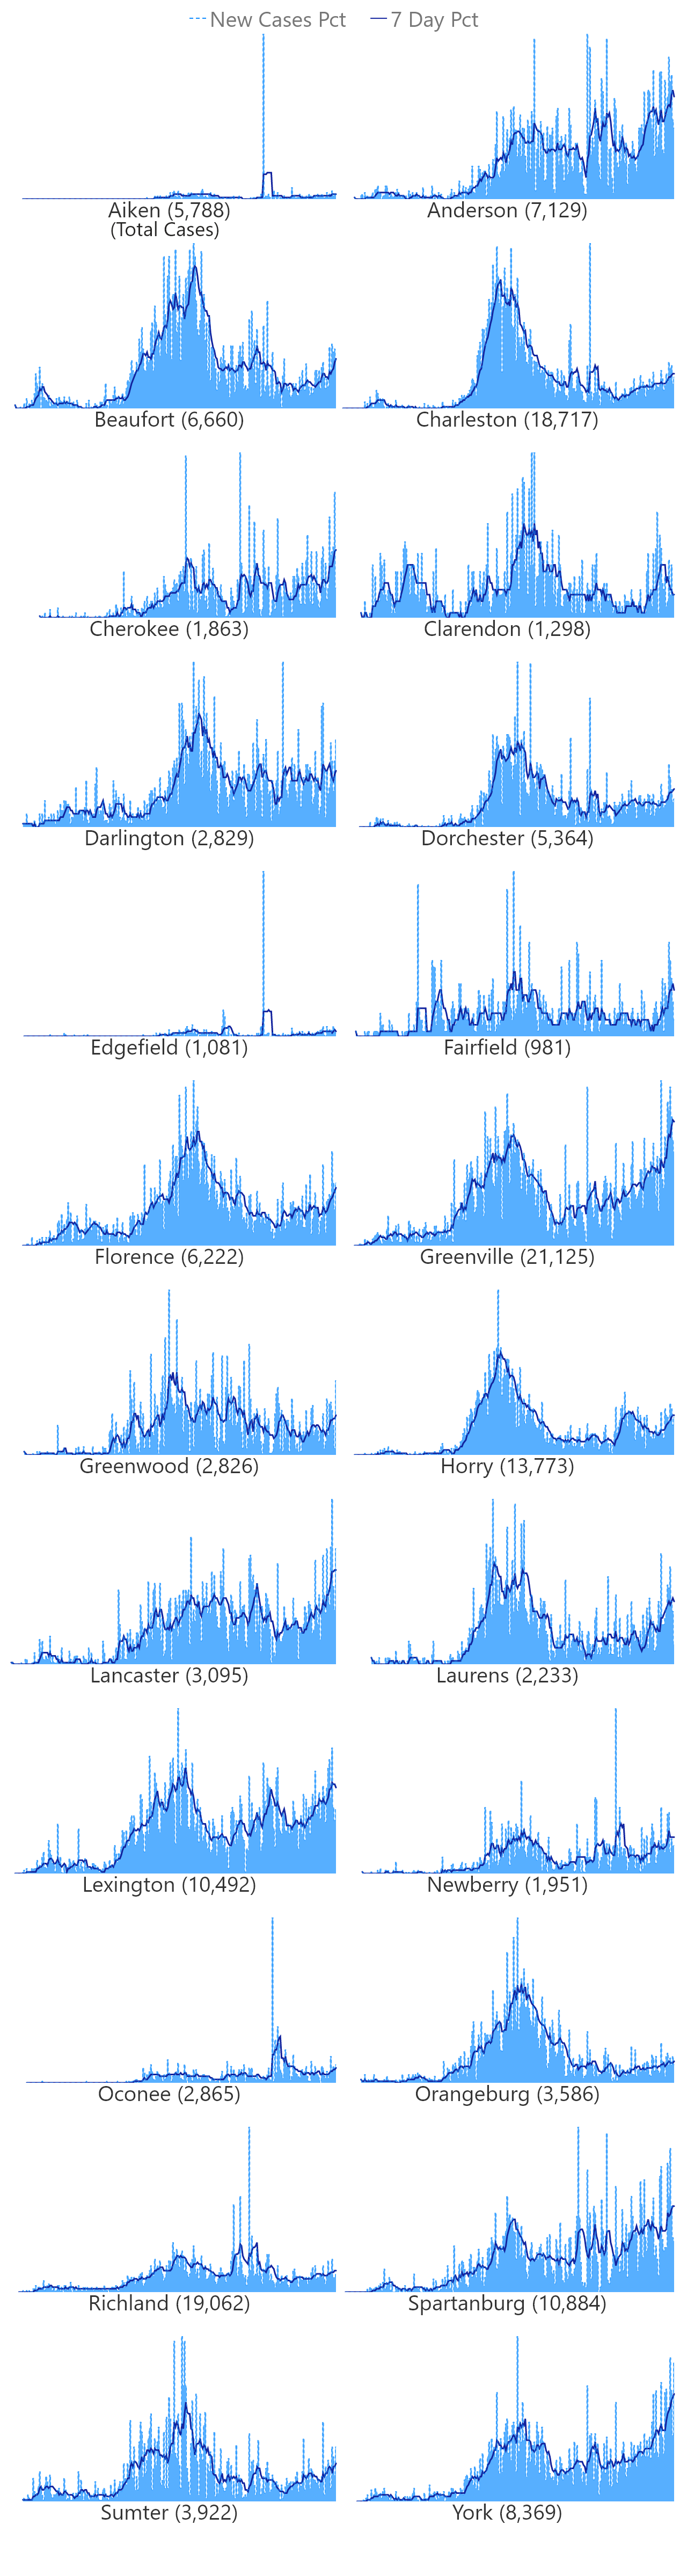 New Cases Pct 7 Day Pct
Aiken (5,788) Anderson (7,129)
(Total Cases)
Beaufort (6,660) Charleston (18,717)
Cherokee (1,863) Clarendon (1,298)
Darlington (2,829) Dorchester (5,364)
Edgefield (1,081) Fairfield (981)
Florence (6,222) Greenville (21,125)
Greenwood (2,826) Horry (13,773)
Lancaster (3,095) Laurens (2,233)
Lexington (10,492) Newberry (1,951)
Oconee (2,865) Orangeburg (3,586)
Richland (19,062) Spartanburg (10,884)
Sumter (3,922) York (8,369)